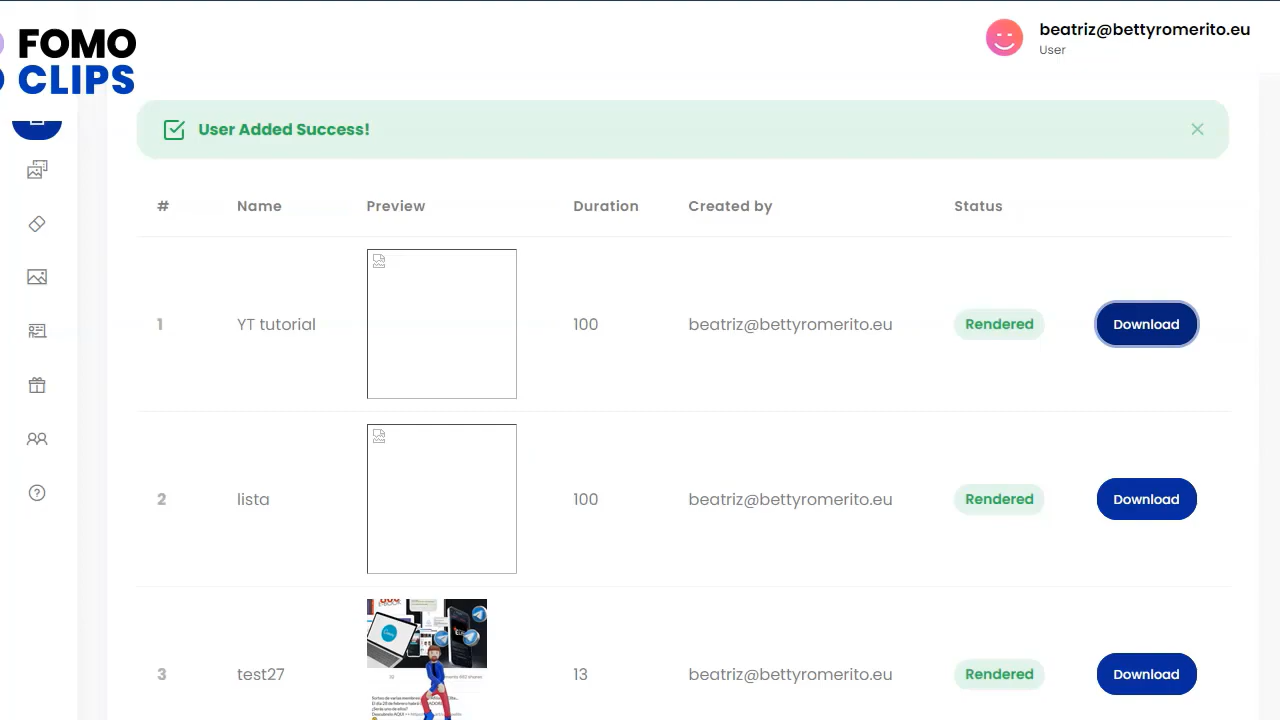 FOMO
CLIPS
beatriz@bettyromerito.eu
User
User Added Success!
# Name Preview Duration Created by Status
1 YT tutorial 100 beatriz@bettyromerito.eu Rendered Download
2 lista 100 beatriz@bettyromerito.eu Rendered Download
3 test27 13 beatriz@bettyromerito.eu Rendered Download